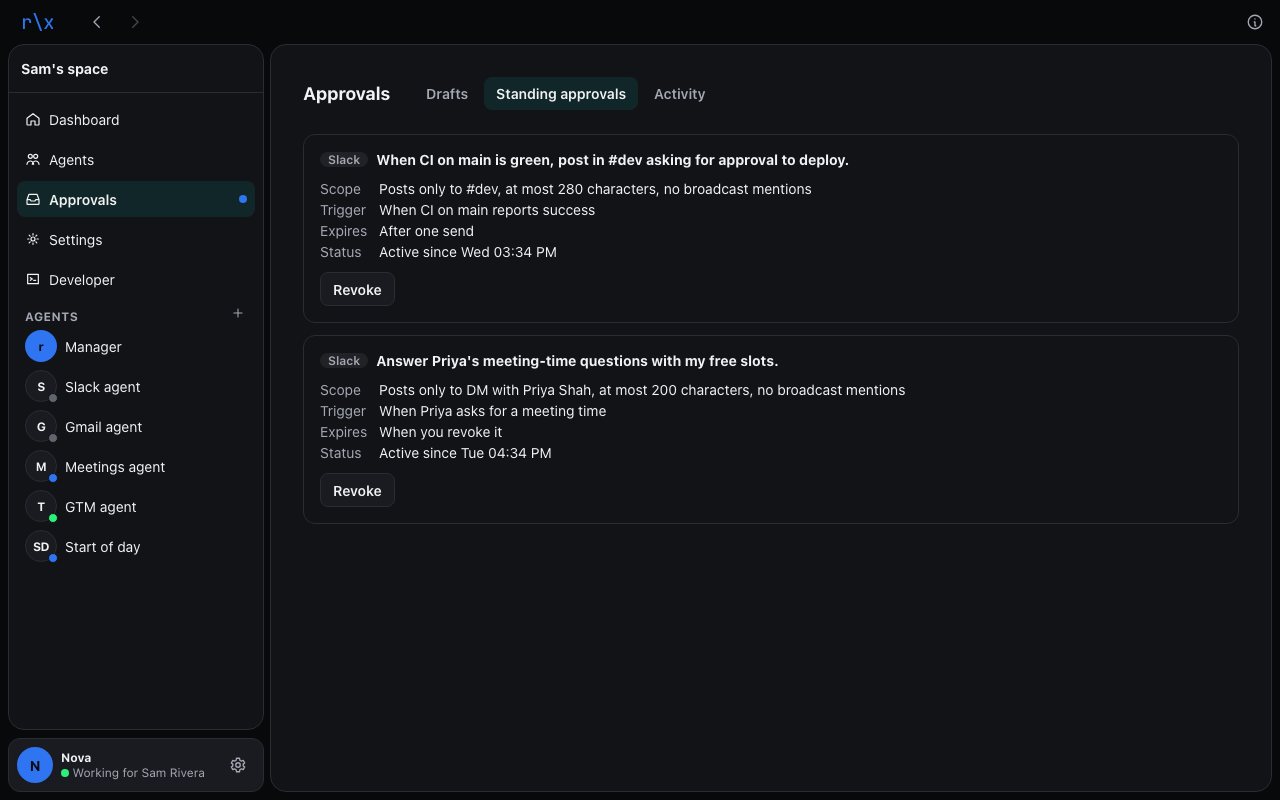 r\x
Sam's space
Dashboard
Agents
Approvals
Settings
Developer
AGENTS
r Manager
S Slack agent
G Gmail agent
M Meetings agent
T GTM agent
SD Start of day
N Nova
Working for Sam Rivera
Approvals Drafts Standing approvals Activity
Slack When CI on main is green, post in #dev asking for approval to deploy.
Scope Posts only to #dev, at most 280 characters, no broadcast mentions
Trigger When CI on main reports success
Expires After one send
Status Active since Wed 03:34 PM
Revoke
Slack Answer Priya's meeting-time questions with my free slots.
Scope Posts only to DM with Priya Shah, at most 200 characters, no broadcast mentions
Trigger When Priya asks for a meeting time
Expires When you revoke it
Status Active since Tue 04:34 PM
Revoke